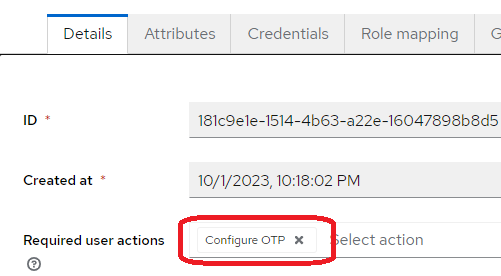 Details Attributes Credentials Role mapping G
ID *
181c9e1e-1514-4b63-a22e-16047898b8d5
Created at *
10/1/2023, 10:18:02 PM
Required user actions
Configure OTP × Select action
?